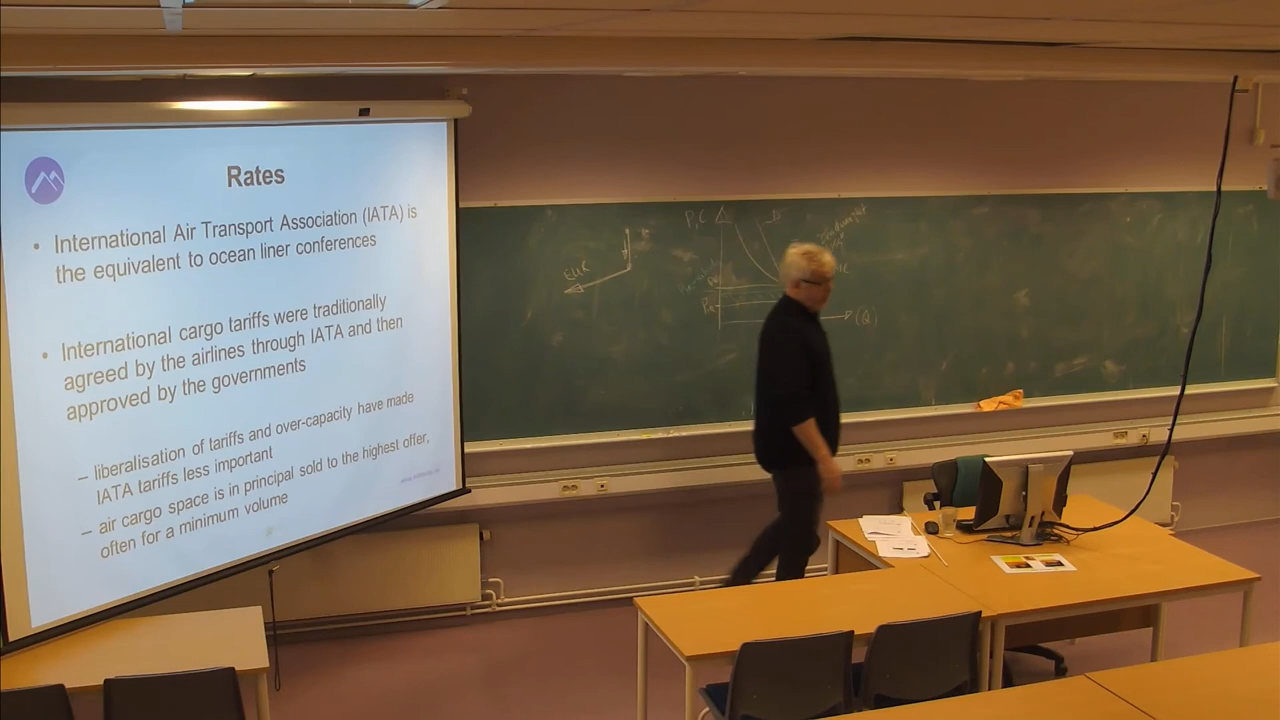 Rates
• International Air Transport Association (IATA) is
the equivalent to ocean liner conferences
• International cargo tariffs were traditionally
agreed by the airlines through IATA and then
approved by the governments
– liberalisation of tariffs and over-capacity have made
IATA tariffs less important
– air cargo space is in principal sold to the highest offer,
often for a minimum volume
EUR
P,C
D
(Q)